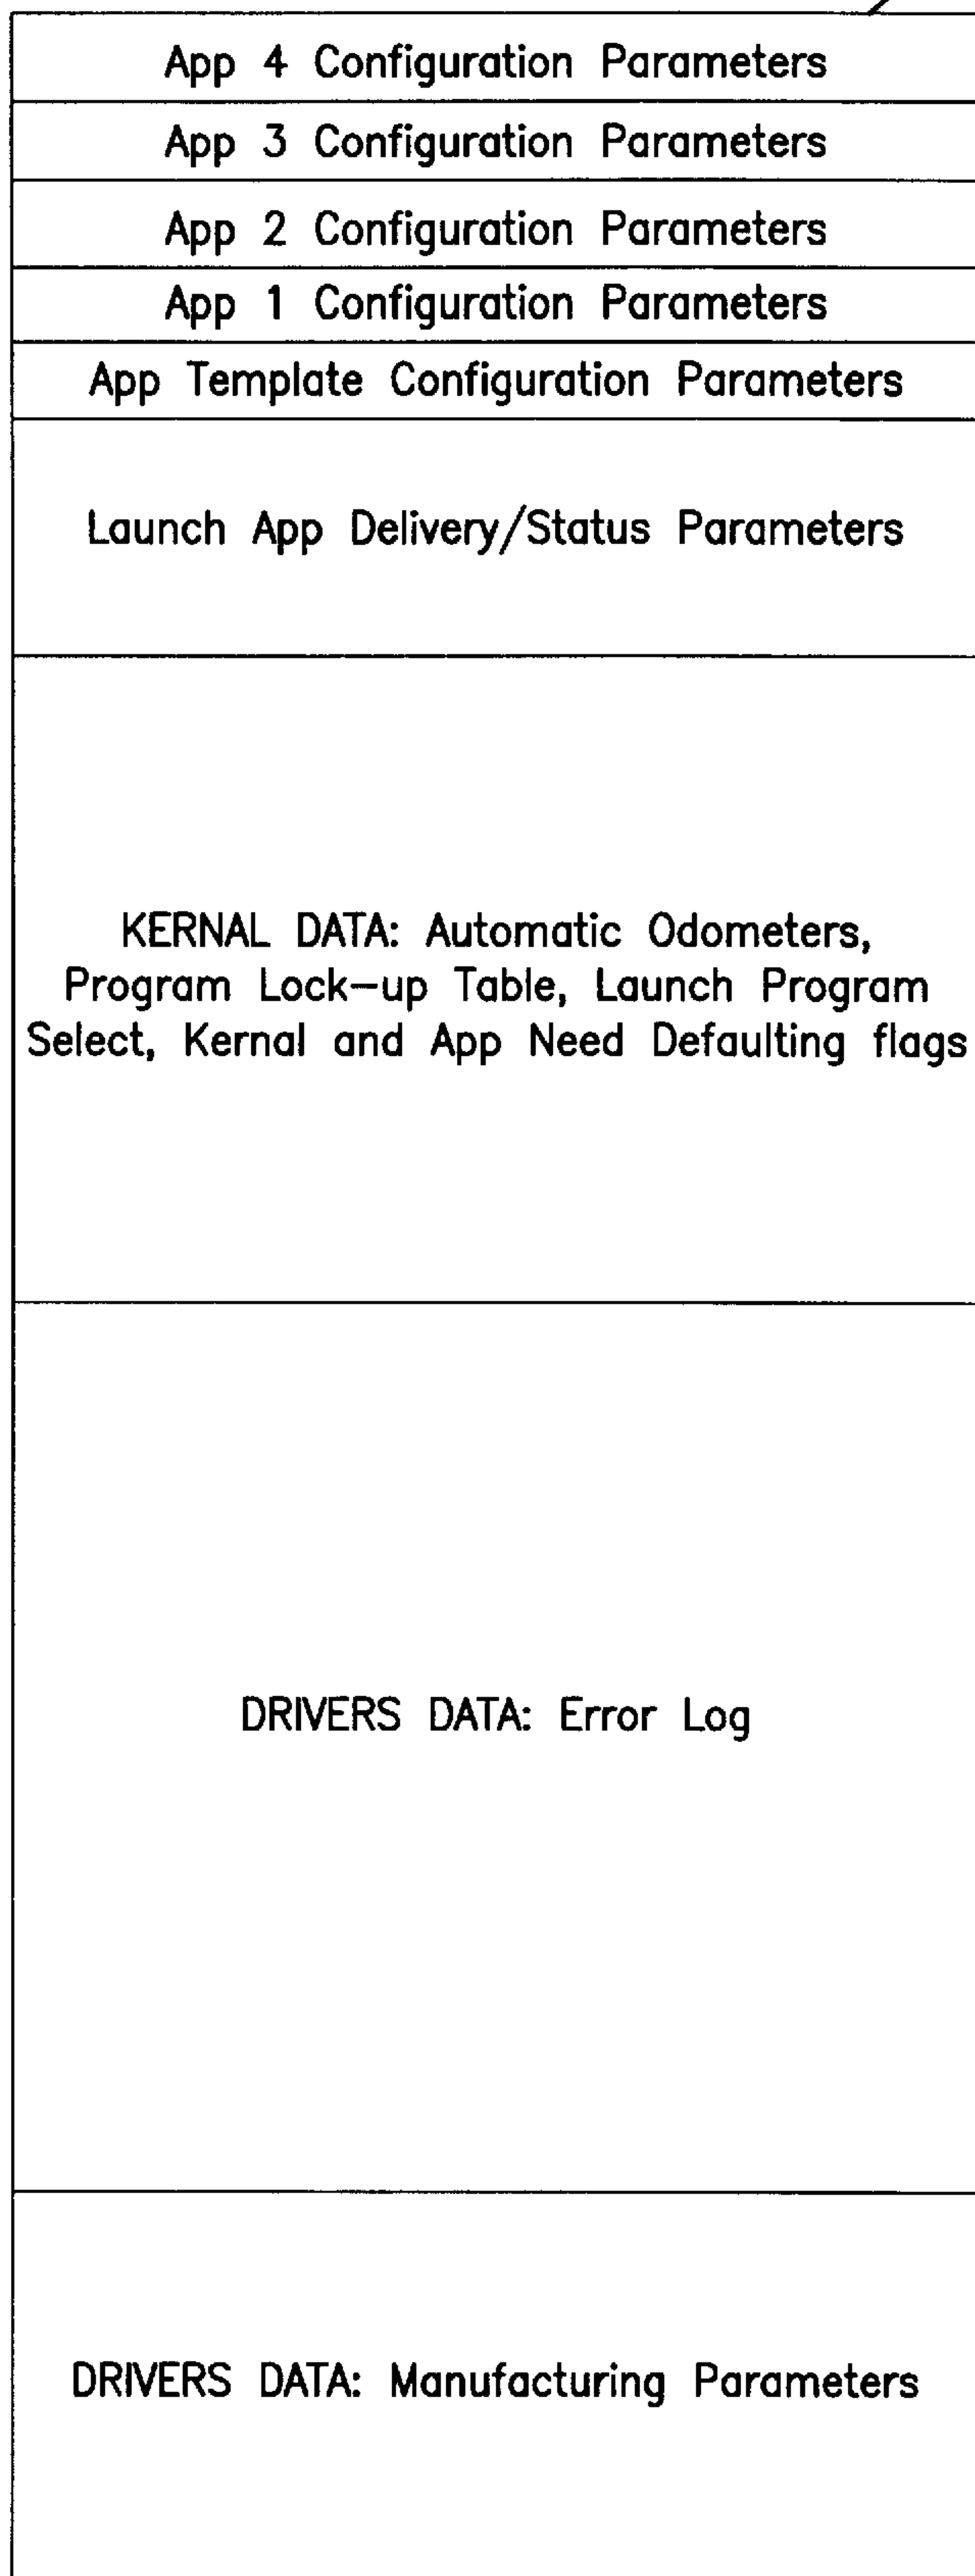 App 4 Configuration Parameters
App 3 Configuration Parameters
App 2 Configuration Parameters
App 1 Configuration Parameters
App Template Configuration Parameters
Launch App Delivery/Status Parameters
KERNAL DATA: Automatic Odometers,
Program Lock-up Table, Launch Program
Select, Kernal and App Need Defaulting flags
DRIVERS DATA: Error Log
DRIVERS DATA: Manufacturing Parameters